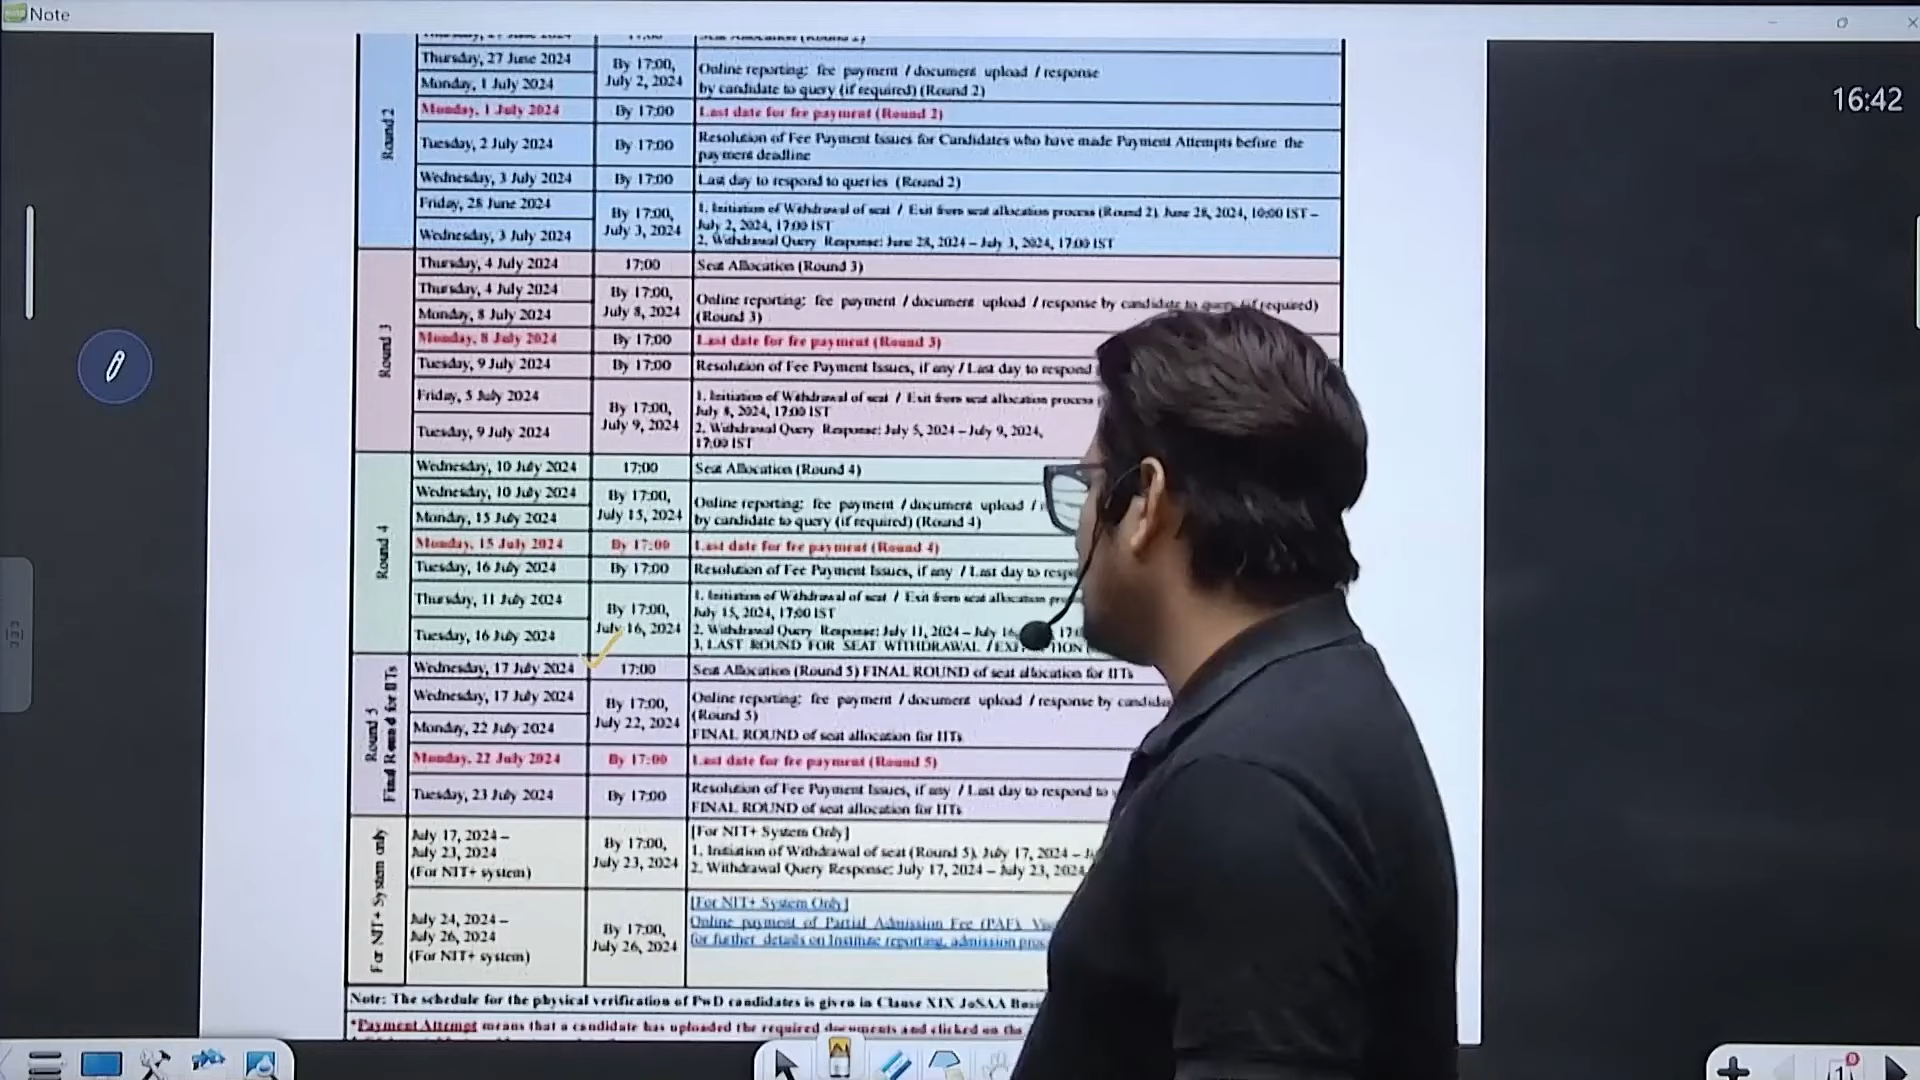 Note
16:42
Thursday, 27 June 2024
By 17:00,
July 2, 2024
Online reporting: fee payment / document upload / response
by candidate to query (if required) (Round 2)
Monday, 1 July 2024
Monday, 1 July 2024
By 17:00
Last date for fee payment (Round 2)
Round 2
Tuesday, 2 July 2024
By 17:00
Resolution of Fee Payment Issues for Candidates who have made Payment Attempts before the
payment deadline
Wednesday, 3 July 2024
By 17:00
Last day to respond to queries (Round 2)
Friday, 28 June 2024
Wednesday, 3 July 2024
By 17:00,
July 3, 2024
1. Initiation of Withdrawal of seat / Exit from seat allocation process (Round 2). June 28, 2024, 10:00 IST –
July 2, 2024, 17:00 IST
2. Withdrawal Query Response: June 28, 2024 – July 3, 2024, 17:00 IST
Round 3
Thursday, 4 July 2024
17:00
Seat Allocation (Round 3)
Thursday, 4 July 2024
Monday, 8 July 2024
By 17:00,
July 8, 2024
Online reporting: fee payment / document upload / response by candidate to query (if required)
(Round 3)
Monday, 8 July 2024
By 17:00
Last date for fee payment (Round 3)
Tuesday, 9 July 2024
By 17:00
Resolution of Fee Payment Issues, if any / Last day to respond
Friday, 5 July 2024
Tuesday, 9 July 2024
By 17:00,
July 9, 2024
1. Initiation of Withdrawal of seat / Exit from seat allocation process
July 8, 2024, 17:00 IST
2. Withdrawal Query Response: July 5, 2024 – July 9, 2024,
17:00 IST
Round 4
Wednesday, 10 July 2024
17:00
Seat Allocation (Round 4)
Wednesday, 10 July 2024
Monday, 15 July 2024
By 17:00,
July 15, 2024
Online reporting: fee payment / document upload /
by candidate to query (if required) (Round 4)
Monday, 15 July 2024
By 17:00
Last date for fee payment (Round 4)
Tuesday, 16 July 2024
By 17:00
Resolution of Fee Payment Issues, if any / Last day to
Thursday, 11 July 2024
Tuesday, 16 July 2024
By 17:00,
July 16, 2024
1. Initiation of Withdrawal of seat / Exit from seat allocation
July 15, 2024, 17:00 IST
2. Withdrawal Query Response: July 11, 2024 – July 16
3. LAST ROUND FOR SEAT WITHDRAWAL /
Round 5
Final Round for IITs
Wednesday, 17 July 2024
17:00
Seat Allocation (Round 5) FINAL ROUND of seat allocation for IITs
Wednesday, 17 July 2024
Monday, 22 July 2024
By 17:00,
July 22, 2024
Online reporting: fee payment / document upload / response by
(Round 5)
FINAL ROUND of seat allocation for IITs
Monday, 22 July 2024
By 17:00
Last date for fee payment (Round 5)
Tuesday, 23 July 2024
By 17:00
Resolution of Fee Payment Issues, if any / Last day to respond to
FINAL ROUND of seat allocation for IITs
For NIT+ System only
July 17, 2024 –
July 23, 2024
(For NIT+ system)
By 17:00,
July 23, 2024
[For NIT+ System Only]
1. Initiation of Withdrawal of seat (Round 5). July 17, 2024 –
2. Withdrawal Query Response: July 17, 2024 – July 23, 2024
July 24, 2024 –
July 26, 2024
(For NIT+ system)
By 17:00,
July 26, 2024
[For NIT+ System Only]
Online payment of Partial Admission Fee (PAF).
for further details on Institute reporting, admission
Note: The schedule for the physical verification of PwD candidates is given in Clause XIX JoSAA
*Payment Attempt means that a candidate has uploaded the required documents and clicked on the